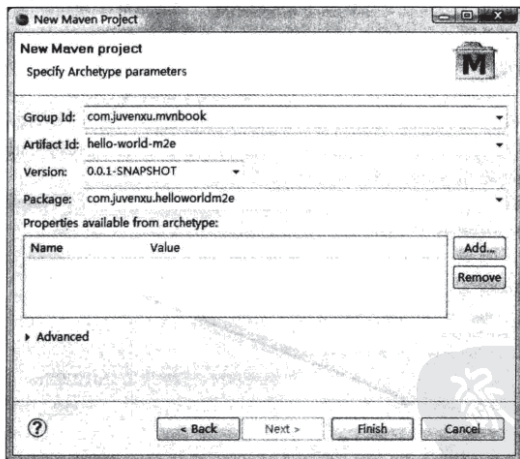 New Maven Project
New Maven project
Specify Archetype parameters
M
Group Id: com.juvenxu.mvnbook
Artifact Id: hello-world-m2e
Version: 0.0.1-SNAPSHOT
Package: com.juvenxu.helloworldm2e
Properties available from archetype:
Name Value
Add...
Remove
Advanced
?
< Back Next > Finish Cancel